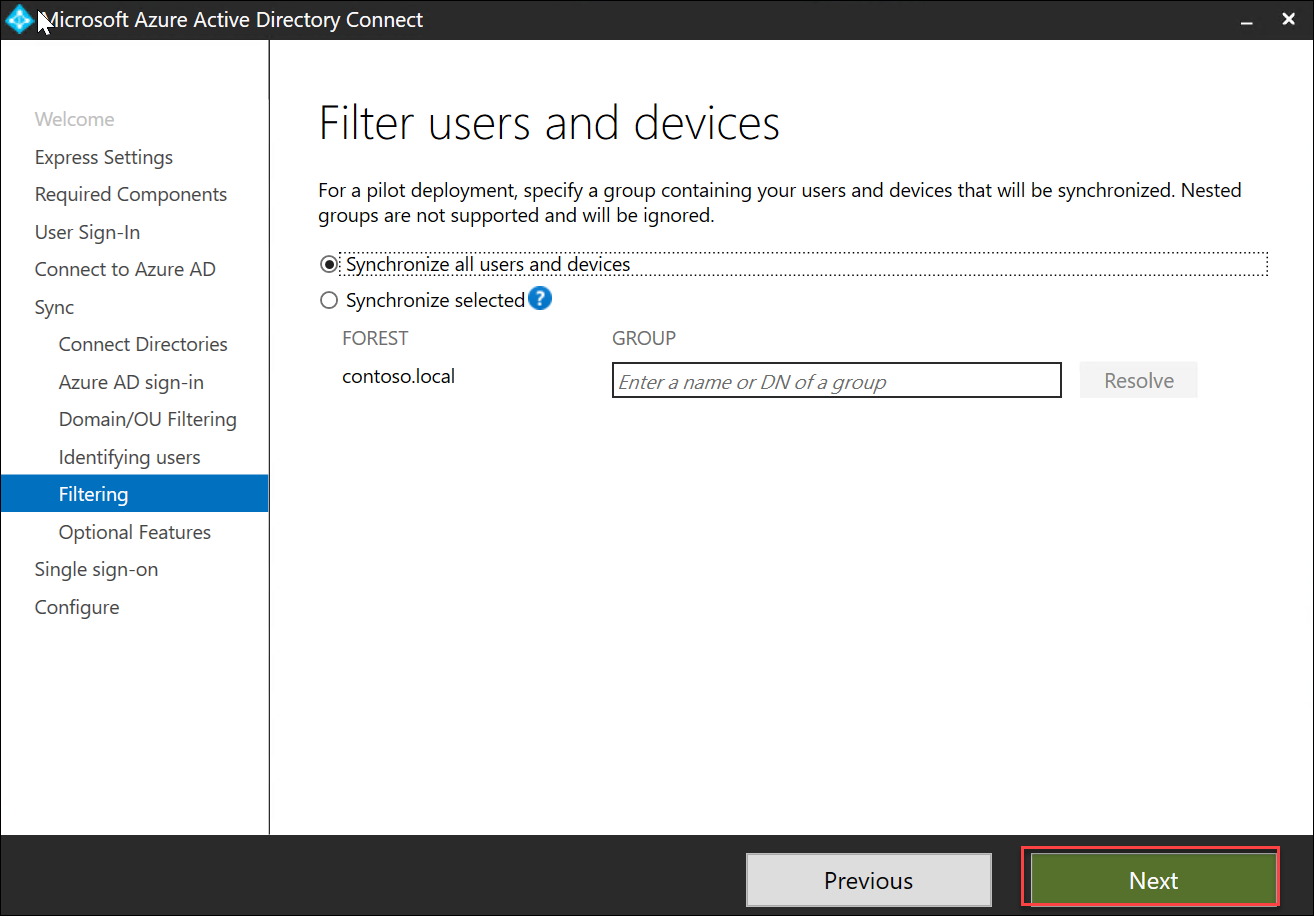 Microsoft Azure Active Directory Connect
Welcome
Express Settings
Required Components
User Sign-In
Connect to Azure AD
Sync
Connect Directories
Azure AD sign-in
Domain/OU Filtering
Identifying users
Filtering
Optional Features
Single sign-on
Configure
Filter users and devices
For a pilot deployment, specify a group containing your users and devices that will be synchronized. Nested
groups are not supported and will be ignored.
Synchronize all users and devices
Synchronize selected ?
FOREST GROUP
contoso.local Enter a name or DN of a group Resolve
Previous Next